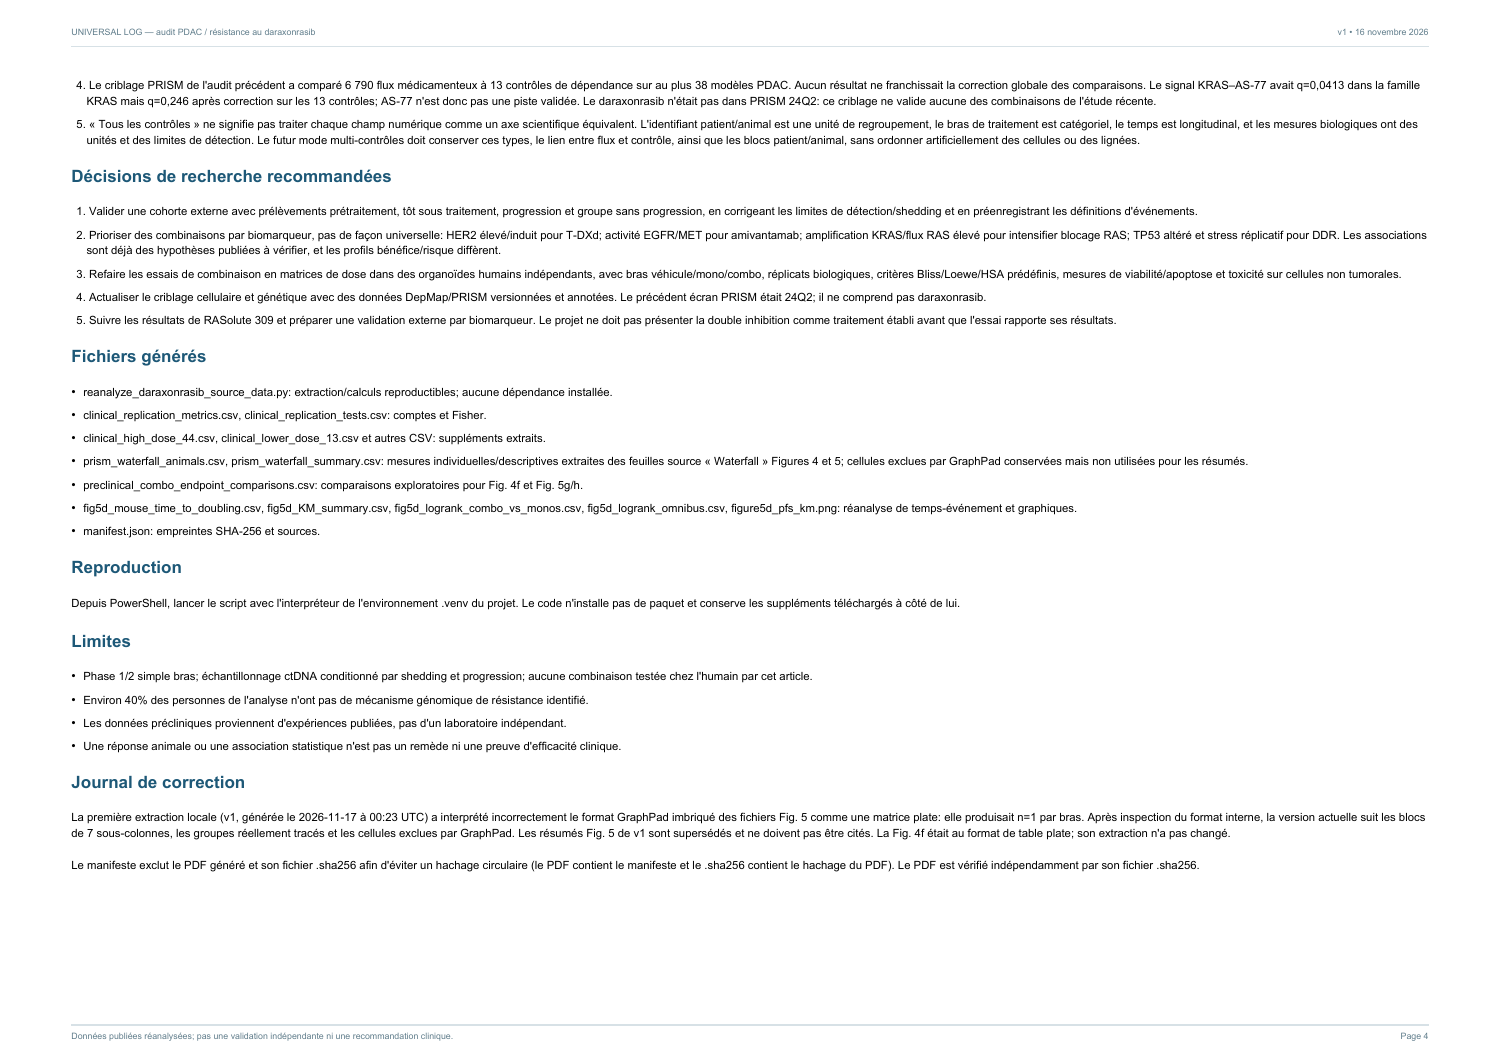 UNIVERSAL LOG — audit PDAC / résistance au daraxonrasib
v1 • 16 novembre 2026
4. Le criblage PRISM de l'audit précédent a comparé 6 790 flux médicamenteux à 13 contrôles de dépendance sur au plus 38 modèles PDAC. Aucun résultat ne franchissait la correction globale des comparaisons. Le signal KRAS–AS-77 avait q=0,0413 dans la famille
KRAS mais q=0,246 après correction sur les 13 contrôles; AS-77 n'est donc pas une piste validée. Le daraxonrasib n'était pas dans PRISM 24Q2: ce criblage ne valide aucune des combinaisons de l'étude récente.
5. « Tous les contrôles » ne signifie pas traiter chaque champ numérique comme un axe scientifique équivalent. L'identifiant patient/animal est une unité de regroupement, le bras de traitement est catégoriel, le temps est longitudinal, et les mesures biologiques ont des
unités et des limites de détection. Le futur mode multi-contrôles doit conserver ces types, le lien entre flux et contrôle, ainsi que les blocs patient/animal, sans ordonner artificiellement des cellules ou des lignées.
Décisions de recherche recommandées
1. Valider une cohorte externe avec prélèvements prétraitement, tôt sous traitement, progression et groupe sans progression, en corrigeant les limites de détection/shedding et en préenregistrant les définitions d'événements.
2. Prioriser des combinaisons par biomarqueur, pas de façon universelle: HER2 élevé/induit pour T-DXd; activité EGFR/MET pour amivantamab; amplification KRAS/flux RAS élevé pour intensifier blocage RAS; TP53 altéré et stress réplicatif pour DDR. Les associations
sont déjà des hypothèses publiées à vérifier, et les profils bénéfice/risque diffèrent.
3. Refaire les essais de combinaison en matrices de dose dans des organoïdes humains indépendants, avec bras véhicule/mono/combo, réplicats biologiques, critères Bliss/Loewe/HSA prédéfinis, mesures de viabilité/apoptose et toxicité sur cellules non tumorales.
4. Actualiser le criblage cellulaire et génétique avec des données DepMap/PRISM versionnées et annotées. Le précédent écran PRISM était 24Q2; il ne comprend pas daraxonrasib.
5. Suivre les résultats de RASolute 309 et préparer une validation externe par biomarqueur. Le projet ne doit pas présenter la double inhibition comme traitement établi avant que l'essai rapporte ses résultats.
Fichiers générés
• reanalyze_daraxonrasib_source_data.py: extraction/calculs reproductibles; aucune dépendance installée.
• clinical_replication_metrics.csv, clinical_replication_tests.csv: comptes et Fisher.
• clinical_high_dose_44.csv, clinical_lower_dose_13.csv et autres CSV: suppléments extraits.
• prism_waterfall_animals.csv, prism_waterfall_summary.csv: mesures individuelles/descriptives extraites des feuilles source « Waterfall » Figures 4 et 5; cellules exclues par GraphPad conservées mais non utilisées pour les résumés.
• preclinical_combo_endpoint_comparisons.csv: comparaisons exploratoires pour Fig. 4f et Fig. 5g/h.
• fig5d_mouse_time_to_doubling.csv, fig5d_KM_summary.csv, fig5d_logrank_combo_vs_monos.csv, fig5d_logrank_omnibus.csv, figure5d_pfs_km.png: réanalyse de temps-événement et graphiques.
• manifest.json: empreintes SHA-256 et sources.
Reproduction
Depuis PowerShell, lancer le script avec l'interpréteur de l'environnement .venv du projet. Le code n'installe pas de paquet et conserve les suppléments téléchargés à côté de lui.
Limites
• Phase 1/2 simple bras; échantillonnage ctDNA conditionné par shedding et progression; aucune combinaison testée chez l'humain par cet article.
• Environ 40% des personnes de l'analyse n'ont pas de mécanisme génomique de résistance identifié.
• Les données précliniques proviennent d'expériences publiées, pas d'un laboratoire indépendant.
• Une réponse animale ou une association statistique n'est pas un remède ni une preuve d'efficacité clinique.
Journal de correction
La première extraction locale (v1, générée le 2026-11-17 à 00:23 UTC) a interprété incorrectement le format GraphPad imbriqué des fichiers Fig. 5 comme une matrice plate: elle produisait n=1 par bras. Après inspection du format interne, la version actuelle suit les blocs
de 7 sous-colonnes, les groupes réellement tracés et les cellules exclues par GraphPad. Les résumés Fig. 5 de v1 sont supersédés et ne doivent pas être cités. La Fig. 4f était au format de table plate; son extraction n'a pas changé.
Le manifeste exclut le PDF généré et son fichier .sha256 afin d'éviter un hachage circulaire (le PDF contient le manifeste et le .sha256 contient le hachage du PDF). Le PDF est vérifié indépendamment par son fichier .sha256.
Données publiées réanalysées; pas une validation indépendante ni une recommandation clinique.
Page 4